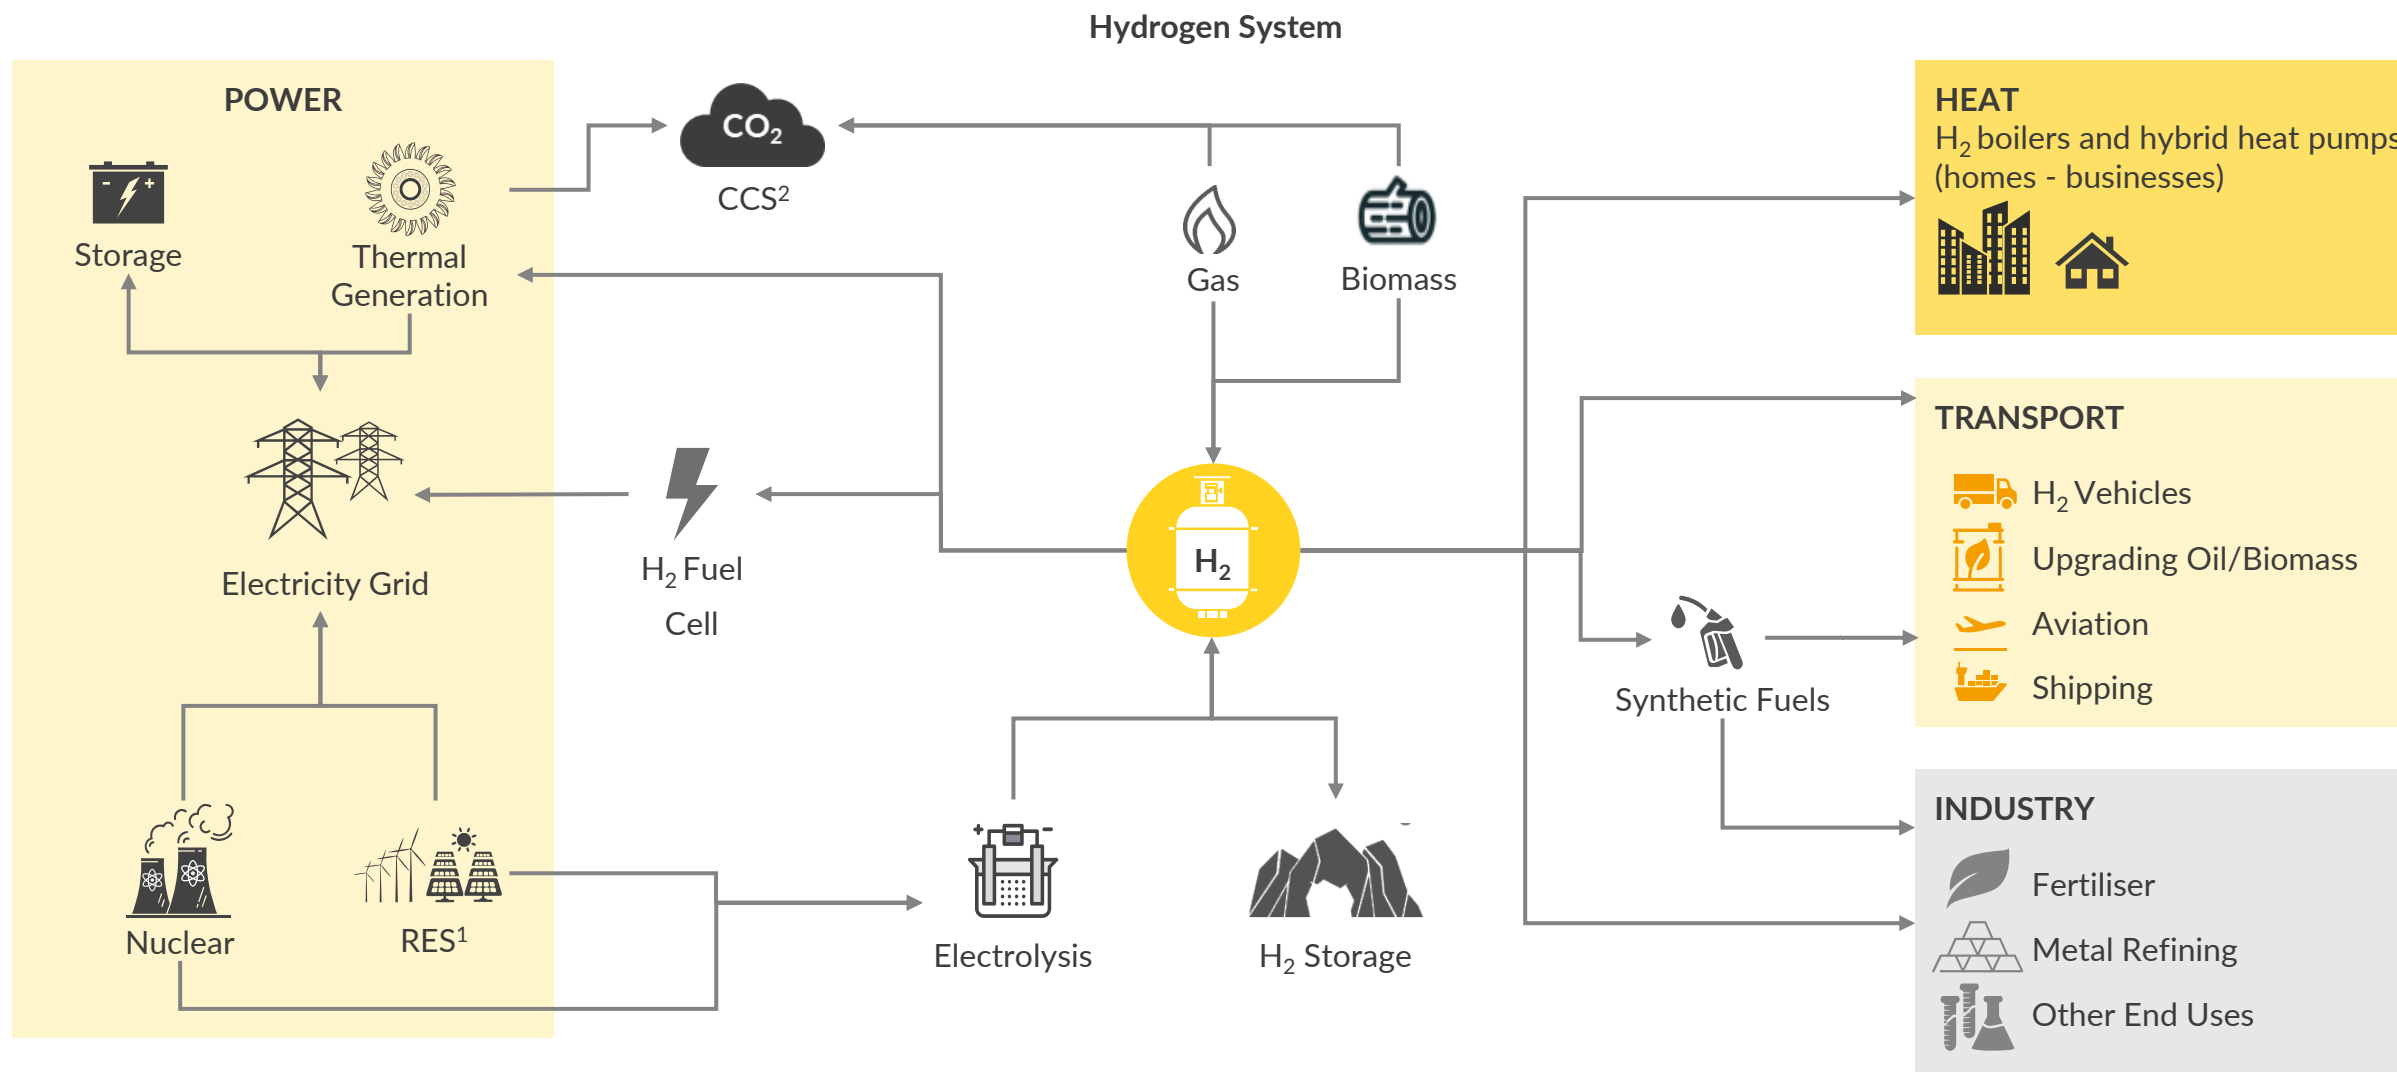 Hydrogen System
POWER
Storage
Thermal
Generation
Electricity Grid
Nuclear
RES¹
CO₂
CCS²
H₂ Fuel
Cell
Gas
Biomass
H₂
Electrolysis
H₂ Storage
Synthetic Fuels
HEAT
H₂ boilers and hybrid heat pumps
(homes - businesses)
TRANSPORT
H₂ Vehicles
Upgrading Oil/Biomass
Aviation
Shipping
INDUSTRY
Fertiliser
Metal Refining
Other End Uses